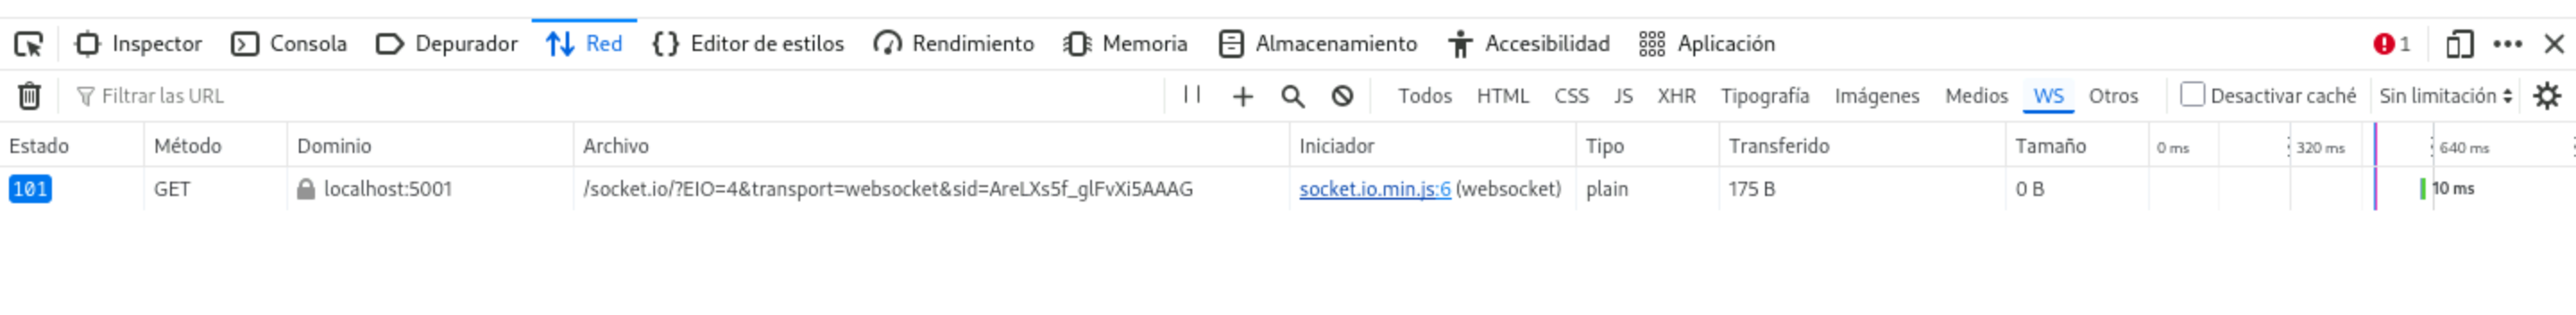 Inspector Consola Depurador Red Editor de estilos Rendimiento Memoria Almacenamiento Accesibilidad Aplicación 1
Filtrar las URL Todos HTML CSS JS XHR Tipografía Imágenes Medios WS Otros Desactivar caché Sin limitación
Estado Método Dominio Archivo Iniciador Tipo Transferido Tamaño 0 ms 320 ms 640 ms
101 GET localhost:5001 /socket.io/?EIO=4&transport=websocket&sid=AreLXs5f_glFvXi5AAAG socket.io.min.js:6 (websocket) plain 175 B 0 B 10 ms